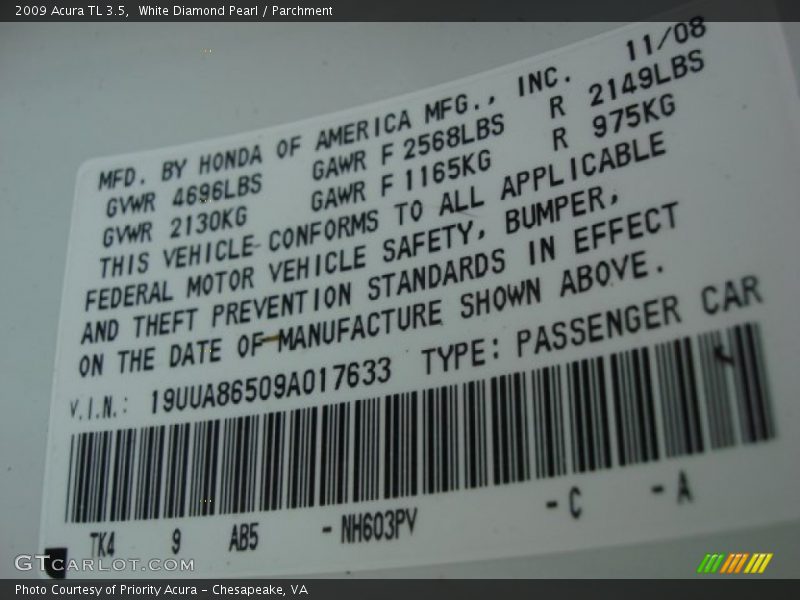 2009 Acura TL 3.5,  White Diamond Pearl / Parchment
MFD. BY HONDA OF AMERICA MFG., INC. 11/08
GVWR 4696LBS GAWR F 2568LBS R 2149LBS
GVWR 2130KG GAWR F 1165KG R 975KG
THIS VEHICLE CONFORMS TO ALL APPLICABLE
FEDERAL MOTOR VEHICLE SAFETY, BUMPER,
AND THEFT PREVENTION STANDARDS IN EFFECT
ON THE DATE OF MANUFACTURE SHOWN ABOVE.
V.I.N.: 19UUA86509A017633 TYPE: PASSENGER CAR
TK4 9 AB5 -NH603PV -C -A
GTCARLOT.COM
Photo Courtesy of Priority Acura - Chesapeake, VA